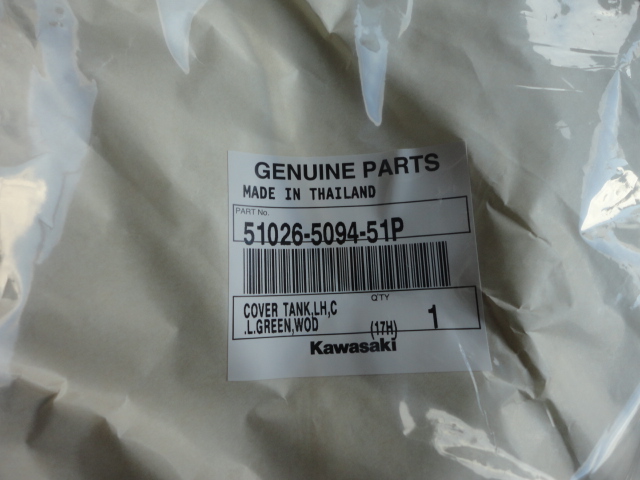 GENUINE PARTS
MADE IN THAILAND
PART No.
51026-5094-51P
Q'TY
COVER TANK,LH,C
.L.GREEN,WOD (17H) 1
Kawasaki